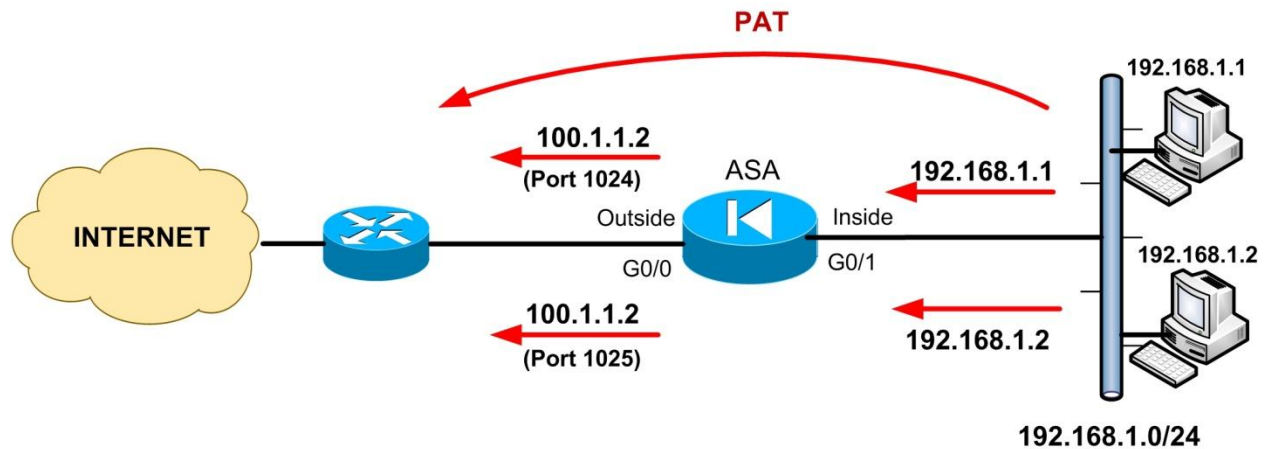 PAT
192.168.1.1
100.1.1.2
(Port 1024)
ASA
192.168.1.1
INTERNET
Outside
Inside
G0/0
G0/1
192.168.1.2
100.1.1.2
(Port 1025)
192.168.1.2
192.168.1.0/24